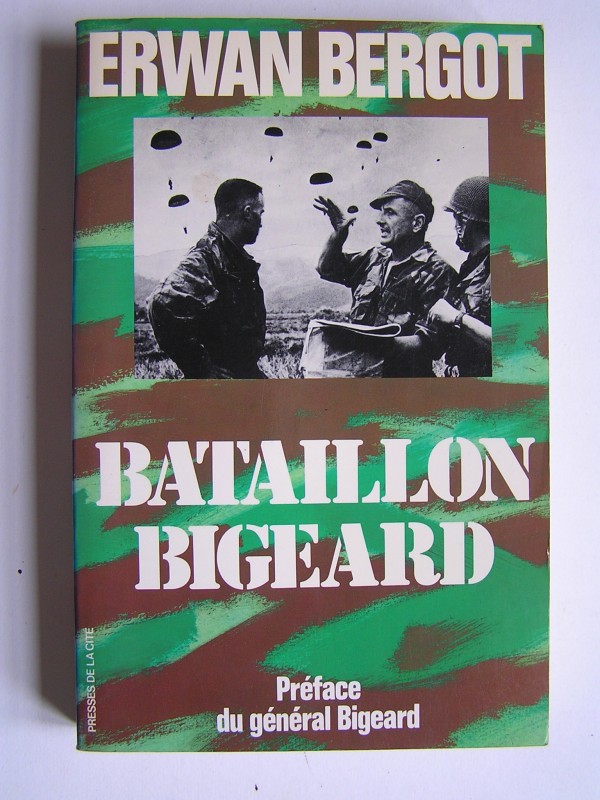 ERWAN BERGOT
BATAILLON
BIGEARD
Préface
du général Bigeard
PRESSES DE LA CITÉ